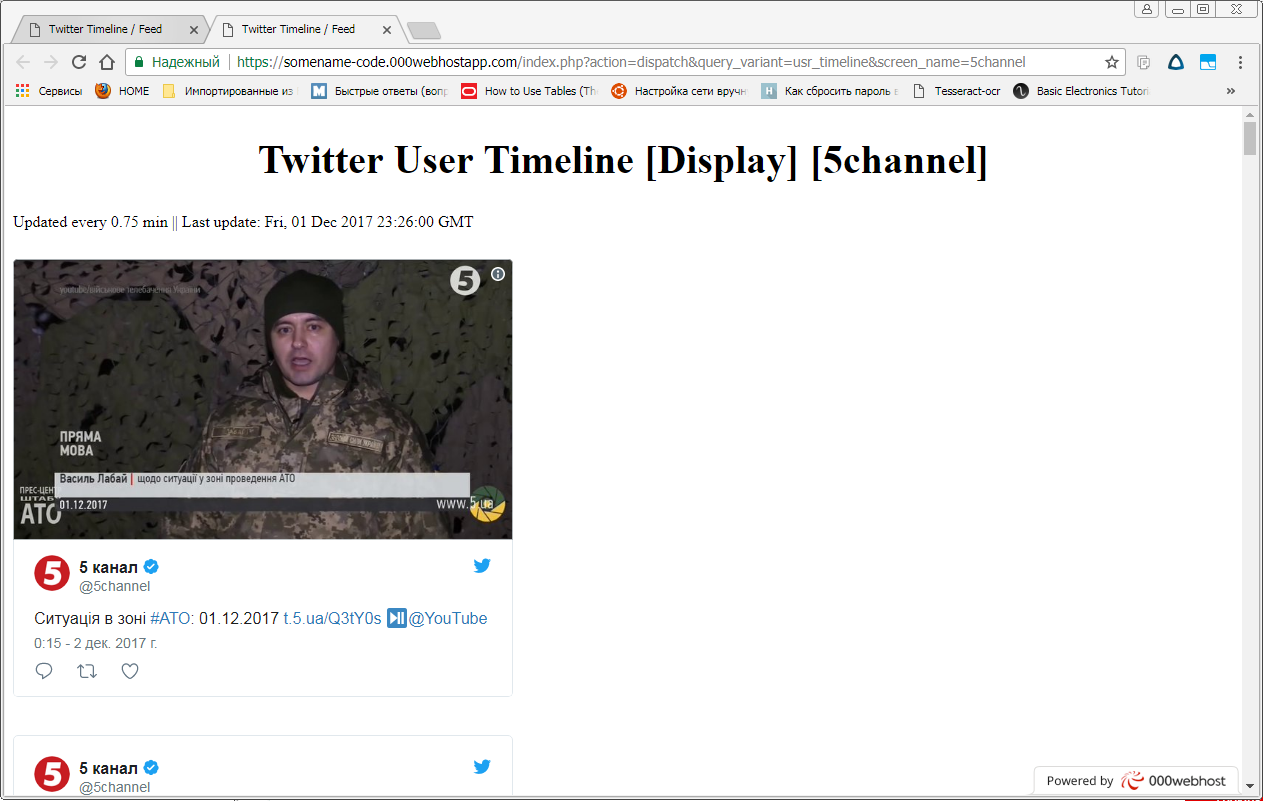 Twitter Timeline / Feed
Twitter Timeline / Feed
Надежный https://somename-code.000webhostapp.com/index.php?action=dispatch&query_variant=usr_timeline&screen_name=5channel
Сервисы HOME Импортированные из Быстрые ответы (воп How to Use Tables (Th Настройка сети вручн Как сбросить пароль в Tesseract-ocr Basic Electronics Tutori »
Twitter User Timeline [Display] [5channel]
Updated every 0.75 min || Last update: Fri, 01 Dec 2017 23:26:00 GMT
5
youtube/військове телебачення України
ПРЯМА
МОВА
Василь Лабай | щодо ситуації у зоні проведення АТО
ПРЕС-ЦЕНТ
ШТАБ
АТО
01.12.2017
www.5.ua
5 5 канал
@5channel
Ситуація в зоні #АТО: 01.12.2017 t.5.ua/Q3tY0s @YouTube
0:15 - 2 дек. 2017 г.
5 5 канал
@5channel
Powered by 000webhost